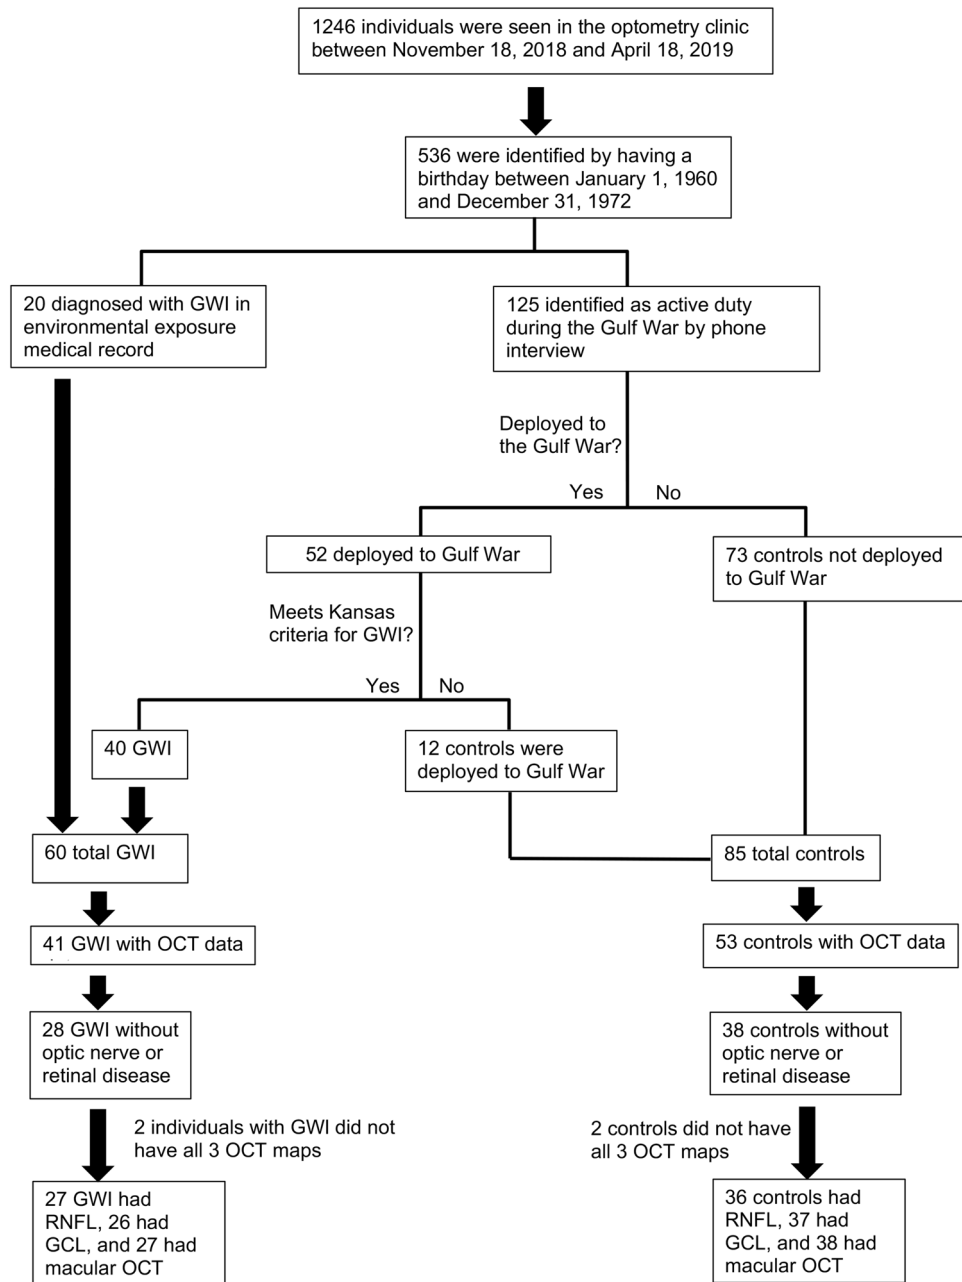 1246 individuals were seen in the optometry clinic
between November 18, 2018 and April 18, 2019
536 were identified by having a
birthday between January 1, 1960
and December 31, 1972
20 diagnosed with GWI in
environmental exposure
medical record
125 identified as active duty
during the Gulf War by phone
interview
Deployed to
the Gulf War?
Yes
No
52 deployed to Gulf War
73 controls not deployed
to Gulf War
Meets Kansas
criteria for GWI?
Yes
No
40 GWI
12 controls were
deployed to Gulf War
60 total GWI
85 total controls
41 GWI with OCT data
53 controls with OCT data
28 GWI without
optic nerve or
retinal disease
38 controls without
optic nerve or
retinal disease
2 individuals with GWI did not
have all 3 OCT maps
2 controls did not have
all 3 OCT maps
27 GWI had
RNFL, 26 had
GCL, and 27 had
macular OCT
36 controls had
RNFL, 37 had
GCL, and 38 had
macular OCT